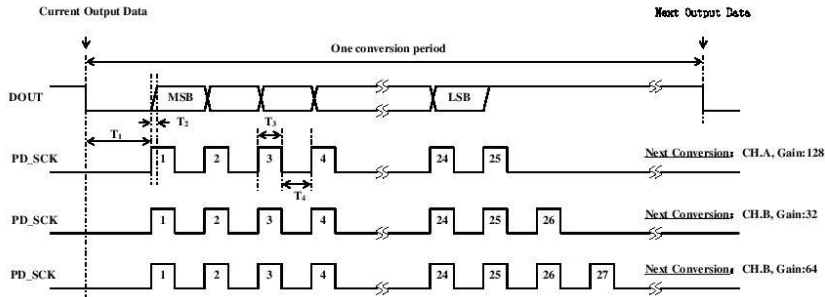 Current Output Data
Next Output Data
One conversion period
DOUT
MSB
LSB
T1
T2
T3
PD_SCK
1
2
3
4
24
25
Next Conversion: CH.A, Gain:128
T4
PD_SCK
1
2
3
4
24
25
26
Next Conversion: CH.B, Gain:32
PD_SCK
1
2
3
4
24
25
26
27
Next Conversion: CH.B, Gain:64